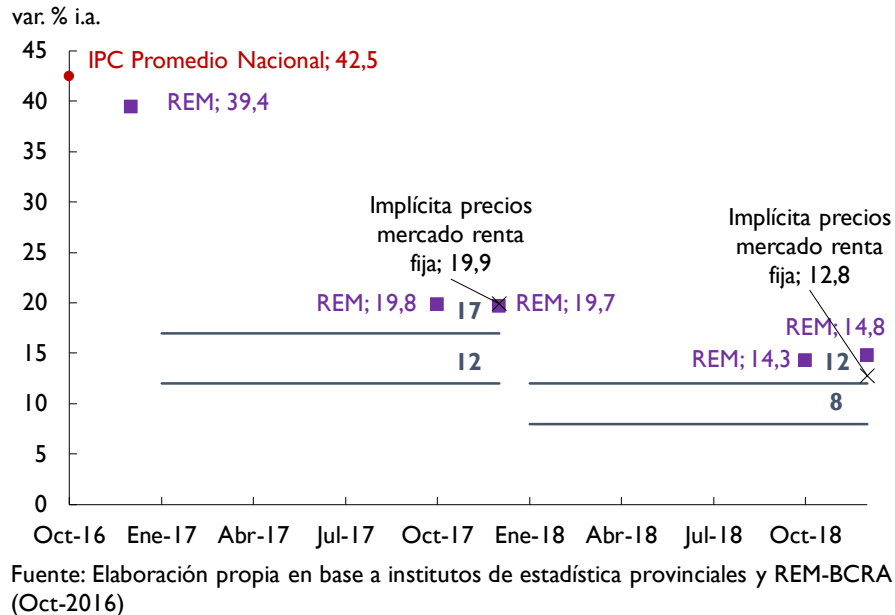 var. % i.a.
45
IPC Promedio Nacional; 42,5
40
REM; 39,4
35
30
Implícita precios
mercado renta
fija; 19,9
Implícita precios
mercado renta
fija; 12,8
25
20
REM; 19,8
17
REM; 19,7
REM; 14,8
15
12
REM; 14,3
12
10
8
5
0
Oct-16 Ene-17 Abr-17 Jul-17 Oct-17 Ene-18 Abr-18 Jul-18 Oct-18
Fuente: Elaboración propia en base a institutos de estadística provinciales y REM-BCRA
(Oct-2016)